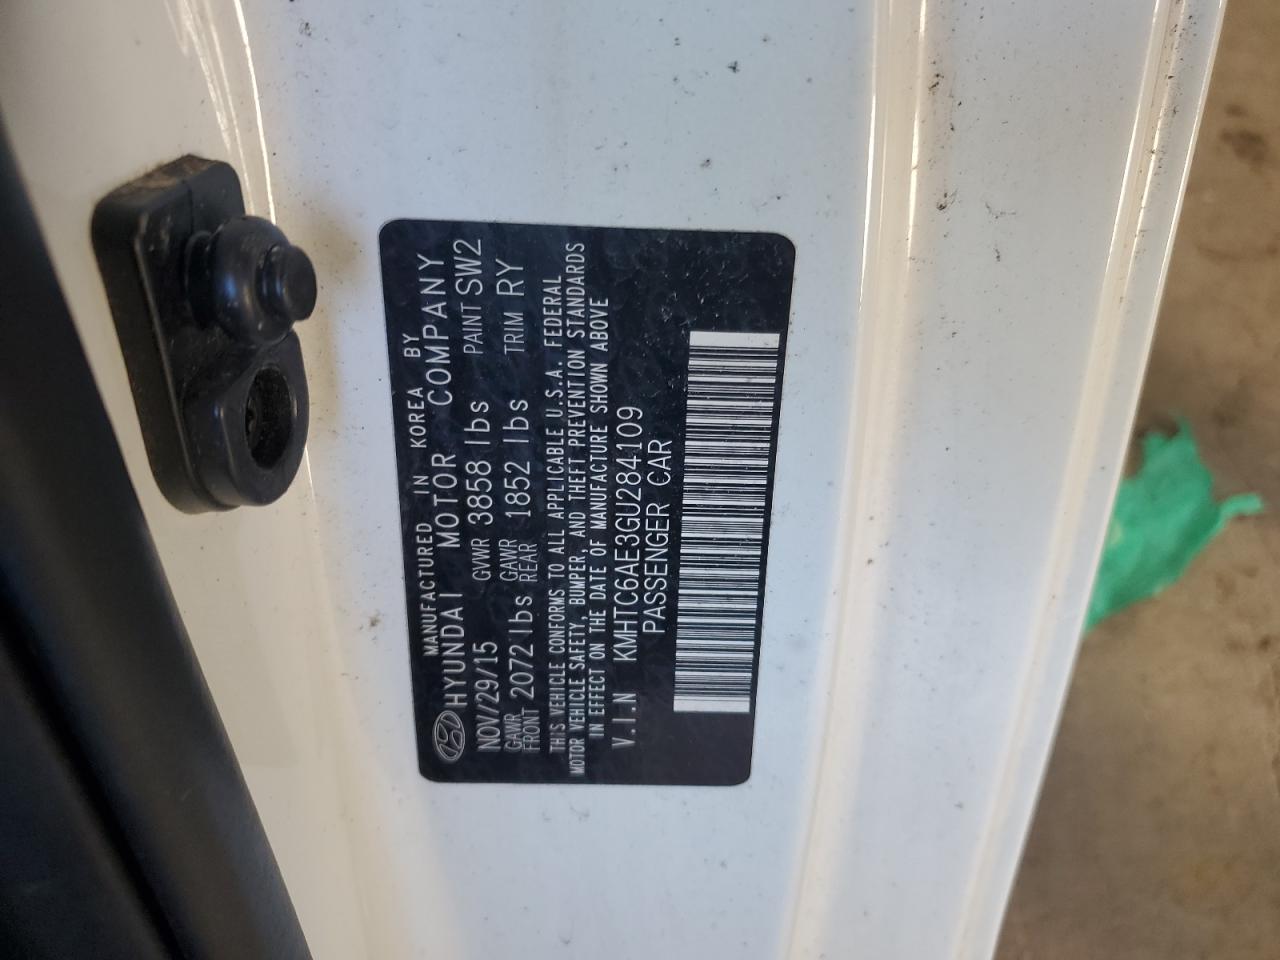 MANUFACTURED IN KOREA BY
HYUNDAI MOTOR COMPANY
NOV/29/15 GVWR 3858 lbs PAINT SW2
GAWR FRONT 2072 lbs GAWR REAR 1852 lbs TRIM RY
THIS VEHICLE CONFORMS TO ALL APPLICABLE U.S.A. FEDERAL
MOTOR VEHICLE SAFETY, BUMPER, AND THEFT PREVENTION STANDARDS
IN EFFECT ON THE DATE OF MANUFACTURE SHOWN ABOVE
V.I.N KMHTC6AE3GU284109
PASSENGER CAR